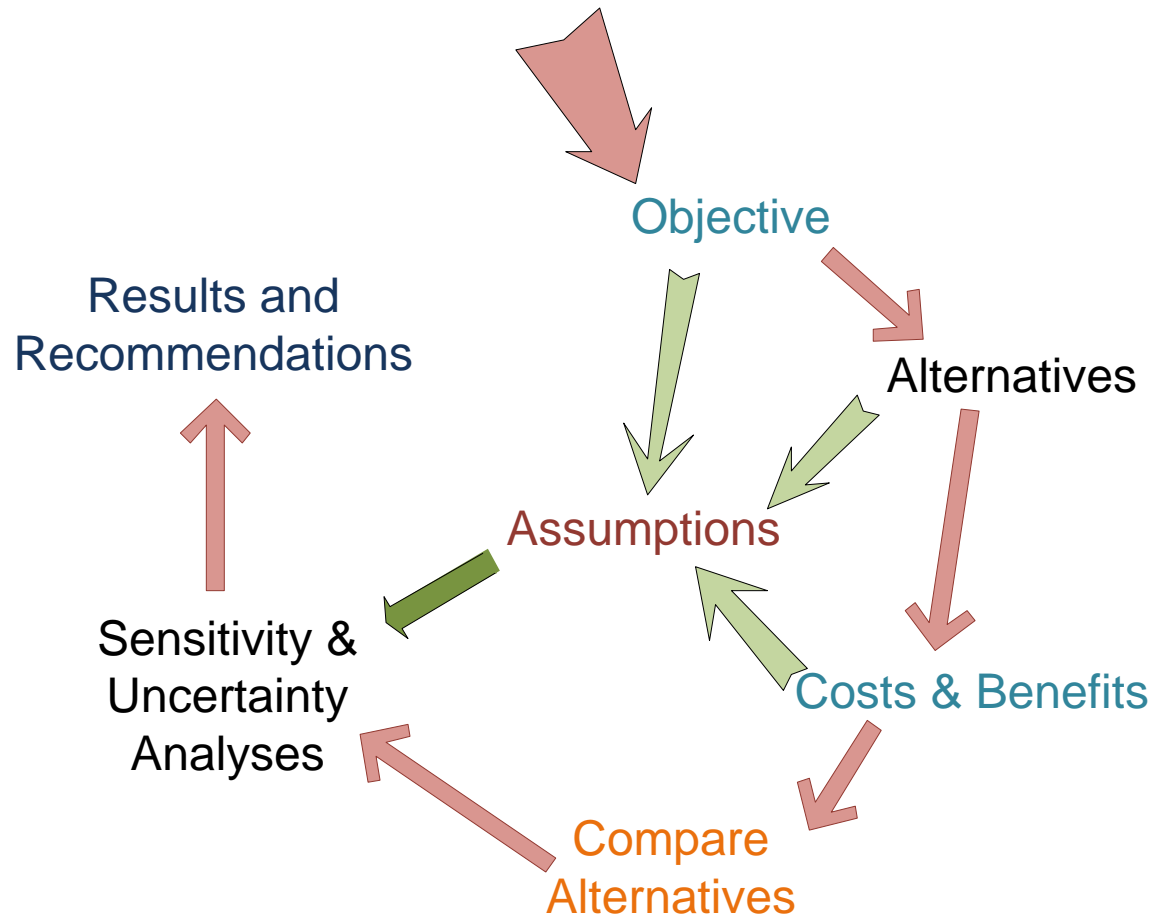 Objective
Results and
Recommendations
Alternatives
Assumptions
Sensitivity &
Uncertainty
Analyses
Costs & Benefits
Compare
Alternatives